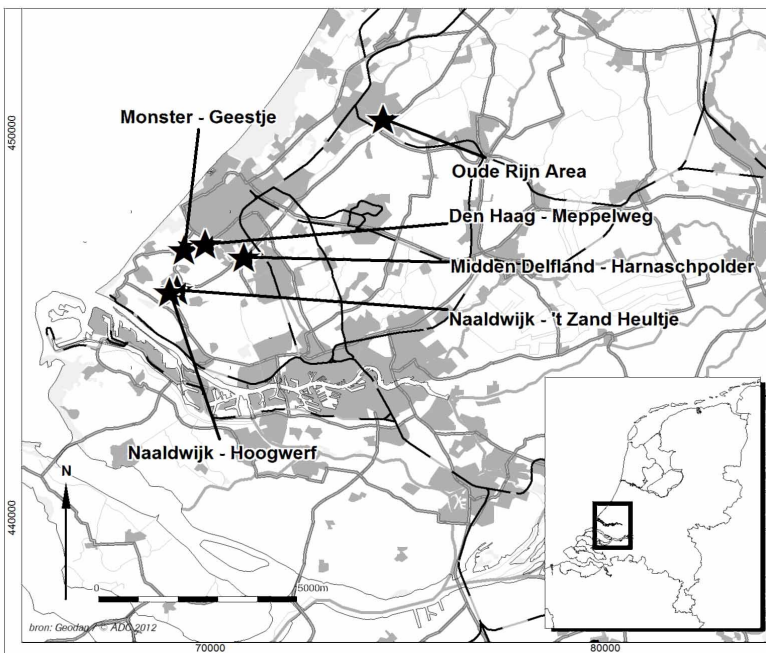 Monster - Geestje
Oude Rijn Area
Den Haag - Meppelweg
Midden Delfland - Harnaschpolder
Naaldwijk - 't Zand Heultje
Naaldwijk - Hoogwerf
N
0
5000m
bron: Geodan / © ADC 2012
450000
440000
70000
80000